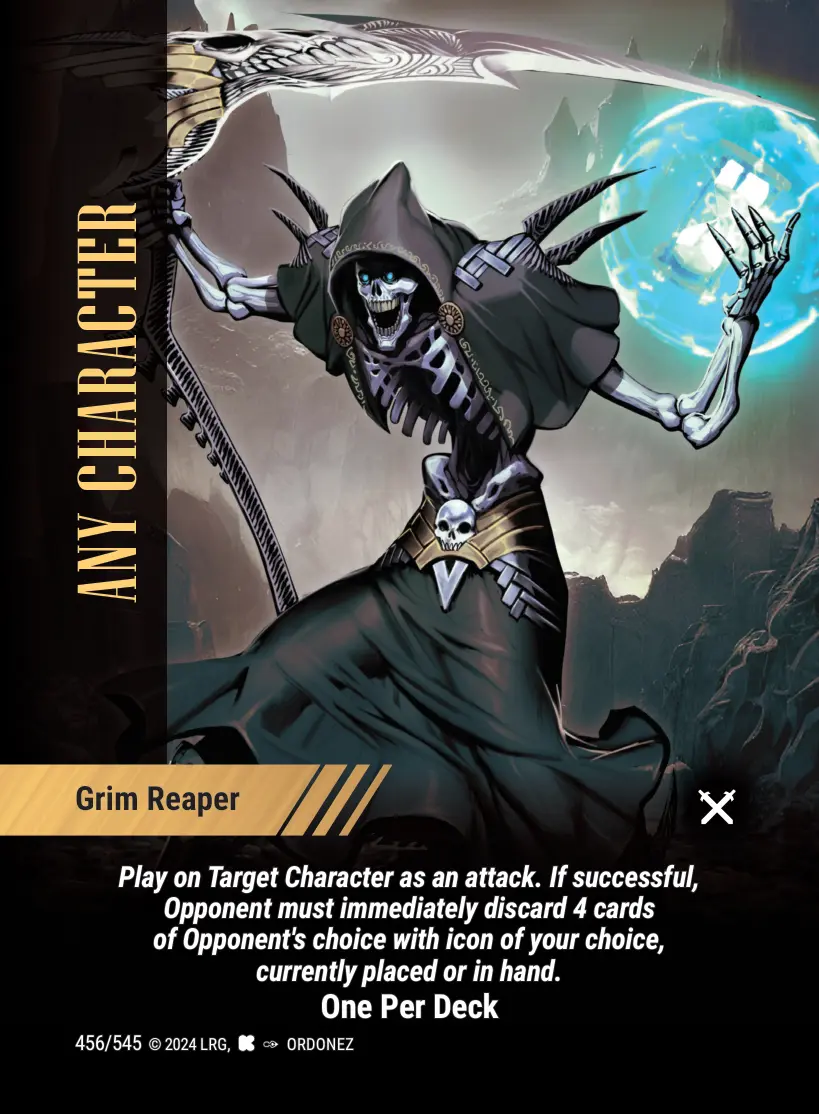 ANY CHARACTER
Grim Reaper
Play on Target Character as an attack. If successful,
Opponent must immediately discard 4 cards
of Opponent's choice with icon of your choice,
currently placed or in hand.
One Per Deck
456/545 © 2024 LRG, ORDONEZ